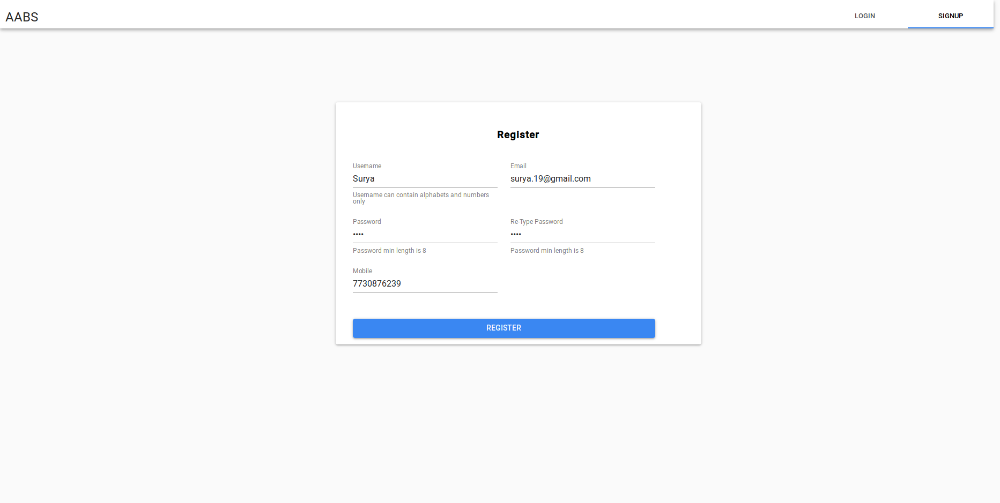 AABS
LOGIN
SIGNUP
Register
Username
Email
Surya
surya.19@gmail.com
Username can contain alphabets and numbers
only
Password
Re-Type Password
••••
••••
Password min length is 8
Password min length is 8
Mobile
7730876239
REGISTER